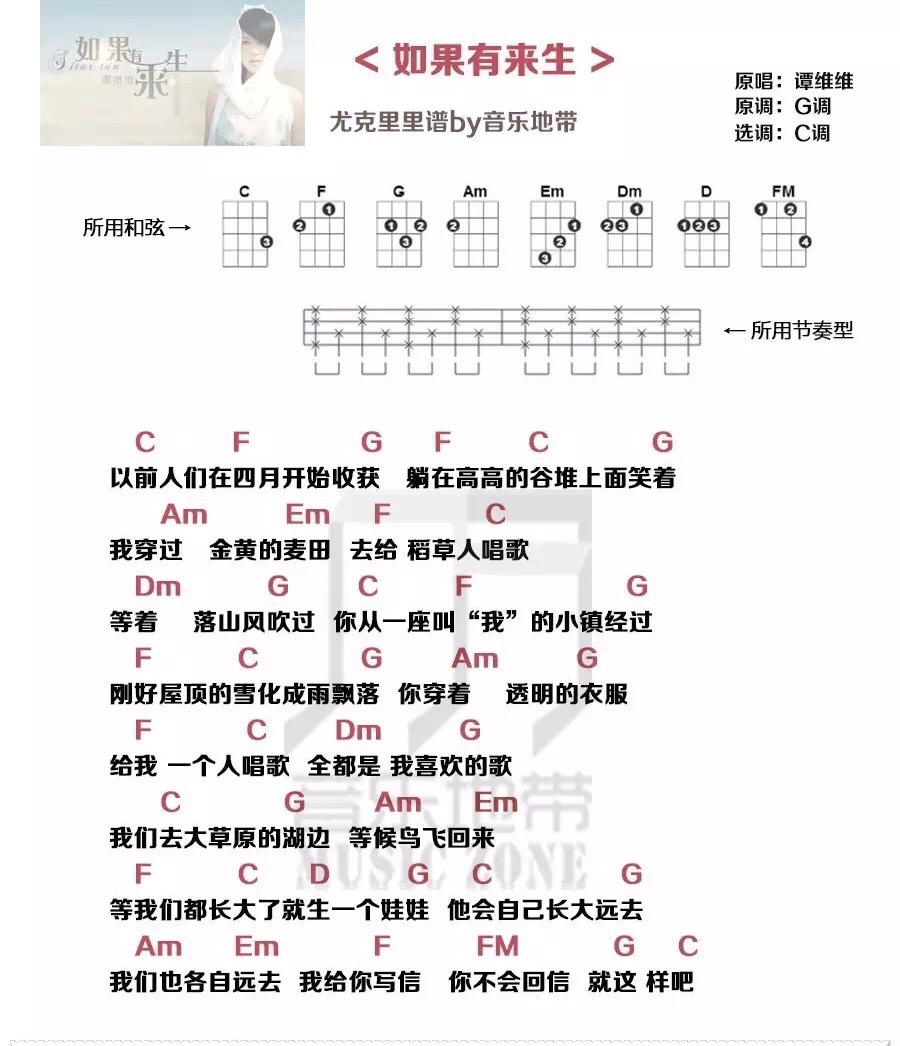 如果有来生
Sitar tan
谭维维
< 如果有来生 >
尤克里里谱by音乐地带
原唱：谭维维
原调：G调
选调：C调
所用和弦→
C F G Am Em Dm D FM
←所用节奏型
C F G F C G
以前人们在四月开始收获 躺在高高的谷堆上面笑着
Am Em F C
我穿过 金黄的麦田 去给 稻草人唱歌
Dm G C F G
等着 落山风吹过 你从一座叫“我”的小镇经过
F C G Am G
刚好屋顶的雪化成雨飘落 你穿着 透明的衣服
F C Dm G
给我 一个人唱歌 全都是 我喜欢的歌
C G Am Em
我们去大草原的湖边 等候鸟飞回来
F C D G C G
等我们都长大了就生一个娃娃 他会自己长大远去
Am Em F FM G C
我们也各自远去 我给你写信 你不会回信 就这 样吧
音乐地带
MUSIC ZONE